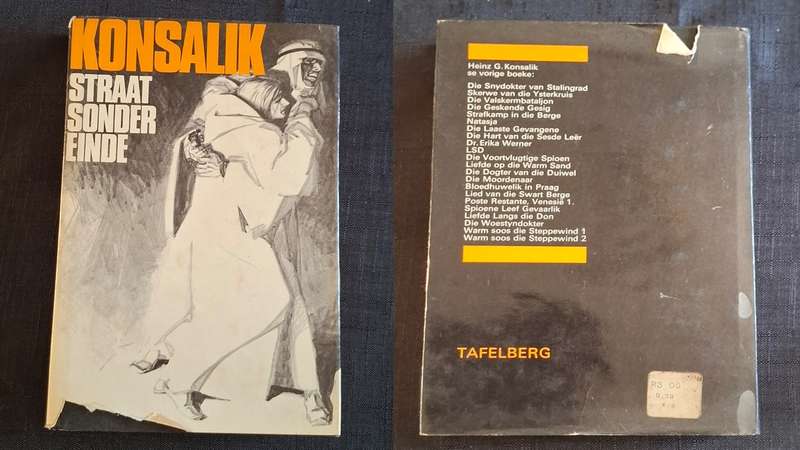 KONSALIK
STRAAT
SONDER
EINDE
Heinz G. Konsalik
se vorige boeke:
Die Snydokter van Stalingrad
Skerwe van die Ysterkruis
Die Valskermbataljon
Die Geskende Gesig
Strafkamp in die Berge
Natasja
Die Laaste Gevangene
Die Hart van die Sesde Leër
Dr. Erika Werner
LSD
Die Voortvlugtige Spioen
Liefde op die Warm Sand
Die Dogter van die Duiwel
Die Moordenaar
Bloedhuwelik in Praag
Lied van die Swart Berge
Poste Restante, Venesië 1.
Spioene Leef Gevaarlik
Liefde Langs die Don
Die Woestyndokter
Warm soos die Steppewind 1
Warm soos die Steppewind 2
TAFELBERG